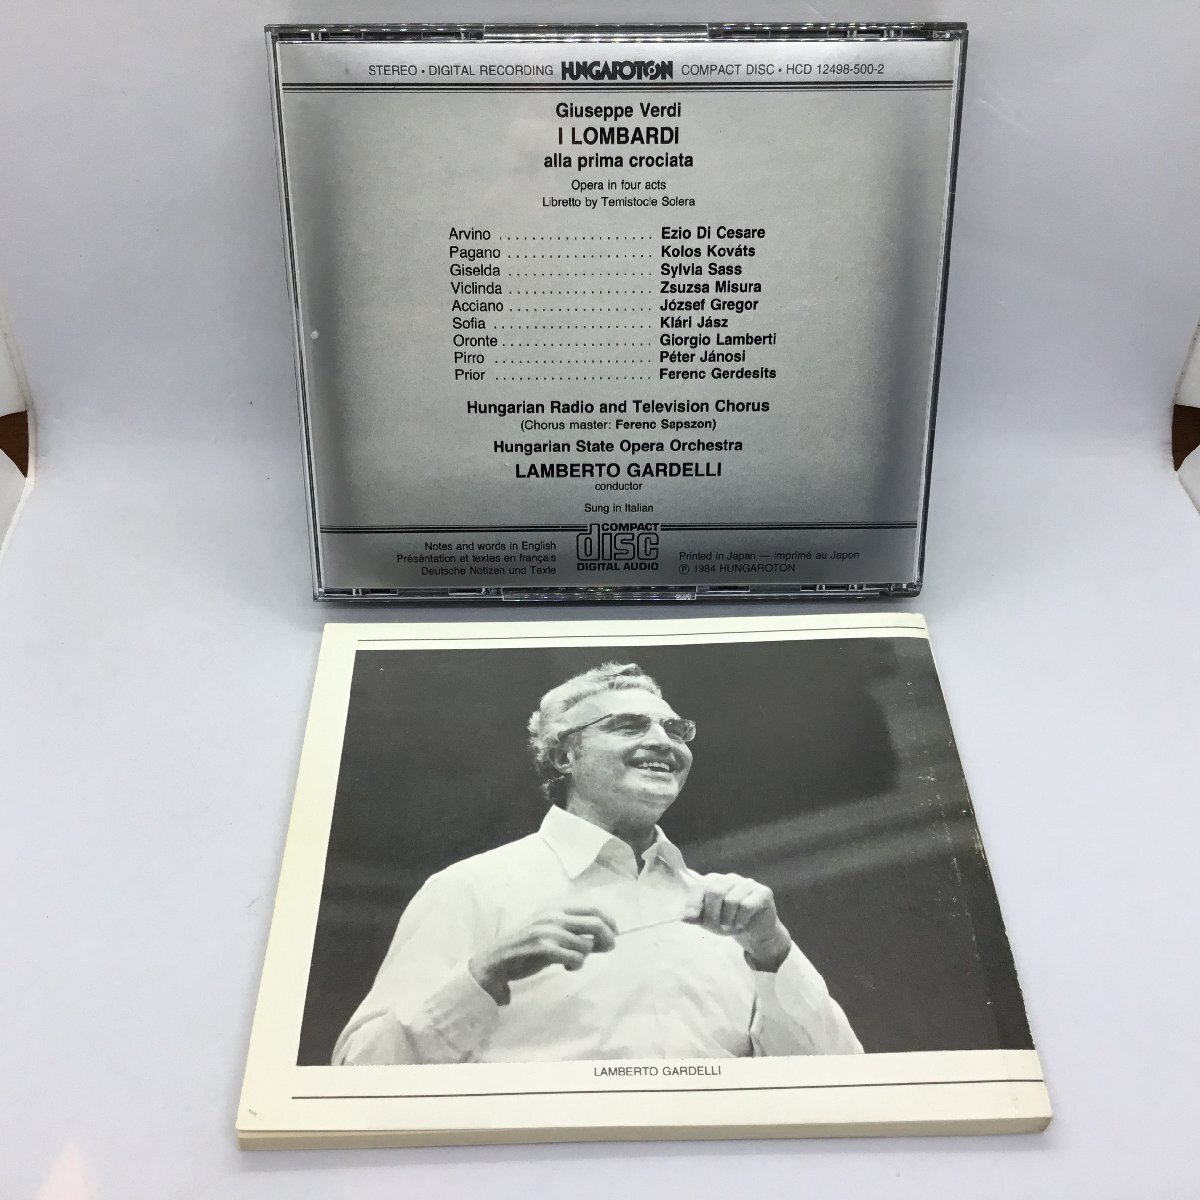 STEREO • DIGITAL RECORDING HUNGAROTON COMPACT DISC • HCD 12498-500-2
Giuseppe Verdi
I LOMBARDI
alla prima crociata
Opera in four acts
Libretto by Temistocle Solera
Arvino .................... Ezio Di Cesare
Pagano .................. Kolos Kováts
Giselda .................. Sylvia Sass
Viclinda .................. Zsuzsa Misura
Acciano .................. József Gregor
Sofia .................... Klári Jász
Oronte ................... Giorgio Lamberti
Pirro .................... Péter Jánosi
Prior .................... Ferenc Gerdesits
Hungarian Radio and Television Chorus
(Chorus master: Ferenc Sapszon)
Hungarian State Opera Orchestra
LAMBERTO GARDELLI
conductor
Sung in Italian
Notes and words in English
Présentation et textes en français
Deutsche Notizen und Texte
COMPACT
disc
DIGITAL AUDIO
Printed in Japan — imprimé au Japon
Ⓟ 1984 HUNGAROTON
LAMBERTO GARDELLI